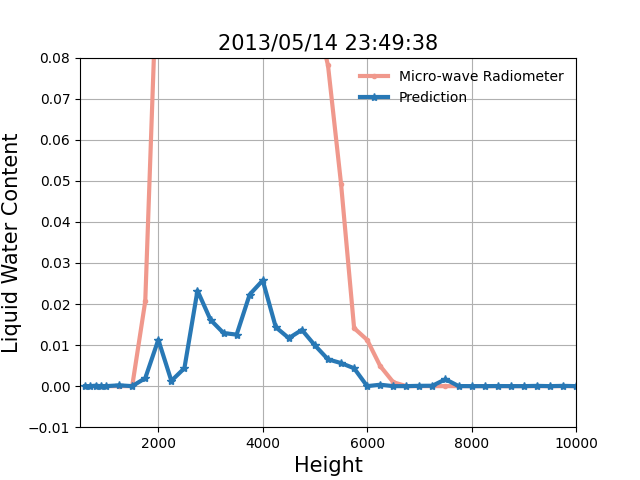 2013/05/14 23:49:38
Micro-wave Radiometer
Prediction
Liquid Water Content
0.08
0.07
0.06
0.05
0.04
0.03
0.02
0.01
0.00
−0.01
2000 4000 6000 8000 10000
Height